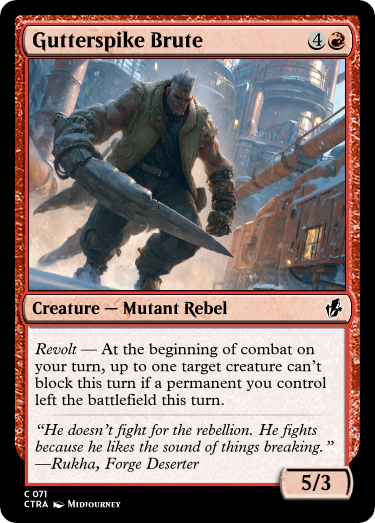 Gutterspike Brute
4
Creature — Mutant Rebel
Revolt — At the beginning of combat on
your turn, up to one target creature can't
block this turn if a permanent you control
left the battlefield this turn.
"He doesn't fight for the rebellion. He fights
because he likes the sound of things breaking."
—Rukha, Forge Deserter
5/3
C 071
CTRA Midjourney